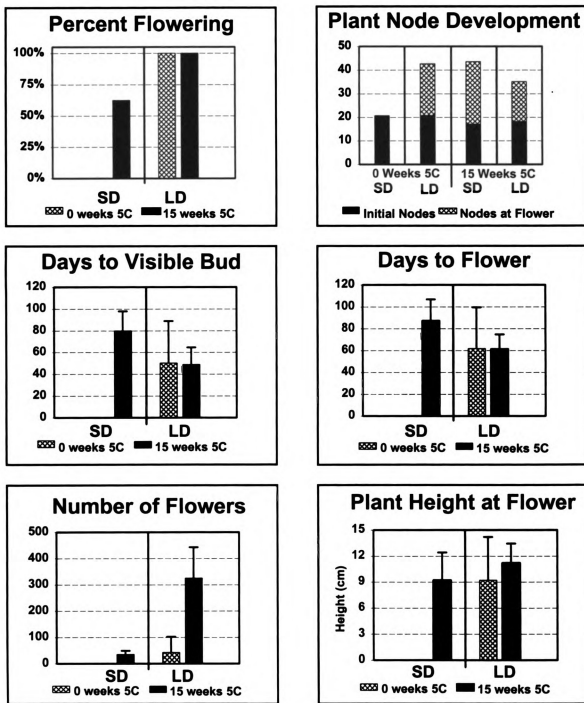 Percent Flowering
100%
75%
50%
25%
0%
SD LD
0 weeks 5C 15 weeks 5C
Plant Node Development
50
40
30
20
10
0
0 Weeks 5C 15 Weeks 5C
SD LD SD LD
Initial Nodes Nodes at Flower
Days to Visible Bud
120
100
80
60
40
20
0
SD LD
0 weeks 5C 15 weeks 5C
Days to Flower
120
100
80
60
40
20
0
SD LD
0 weeks 5C 15 weeks 5C
Number of Flowers
500
400
300
200
100
0
SD LD
0 weeks 5C 15 weeks 5C
Plant Height at Flower
Height (cm)
15
12
9
6
3
0
SD LD
0 weeks 5C 15 weeks 5C